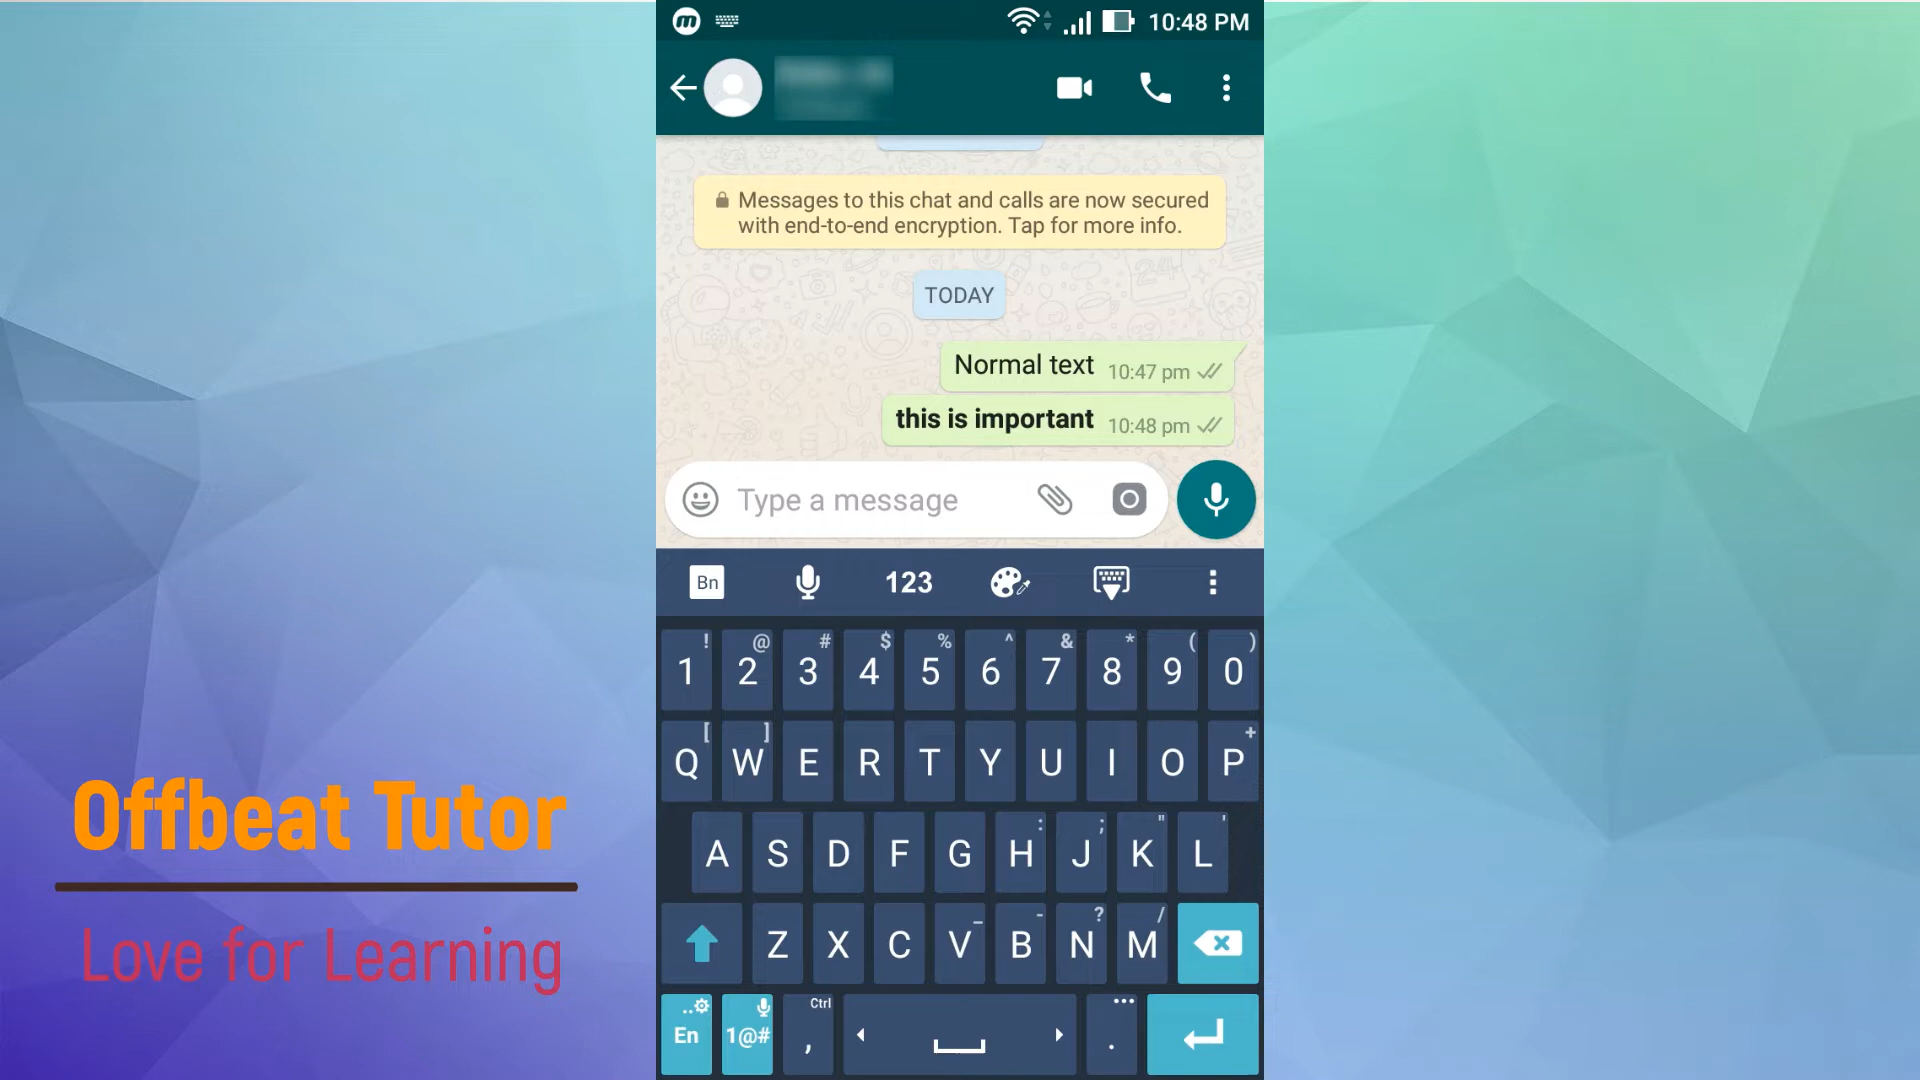 10:48 PM
Messages to this chat and calls are now secured
with end-to-end encryption. Tap for more info.
TODAY
Normal text 10:47 pm
this is important 10:48 pm
Type a message
Bn 123
! @ # $ % ^ & * ( )
1 2 3 4 5 6 7 8 9 0
[ ] +
Q W E R T Y U I O P
: ; " '
A S D F G H J K L
_ - ? /
Z X C V B N M
Ctrl
En 1@# , .
Offbeat Tutor
Love for Learning